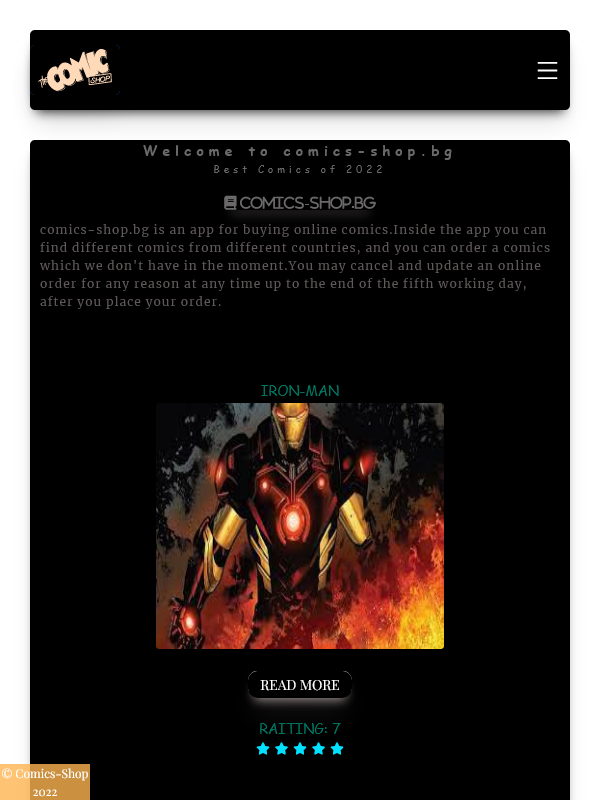 The COMIC SHOP
Welcome to comics-shop.bg
Best Comics of 2022
COMICS-SHOP.BG
comics-shop.bg is an app for buying online comics.Inside the app you can
find different comics from different countries, and you can order a comics
which we don't have in the moment.You may cancel and update an online
order for any reason at any time up to the end of the fifth working day,
after you place your order.
IRON-MAN
READ MORE
RAITING: 7
© Comics-Shop
2022